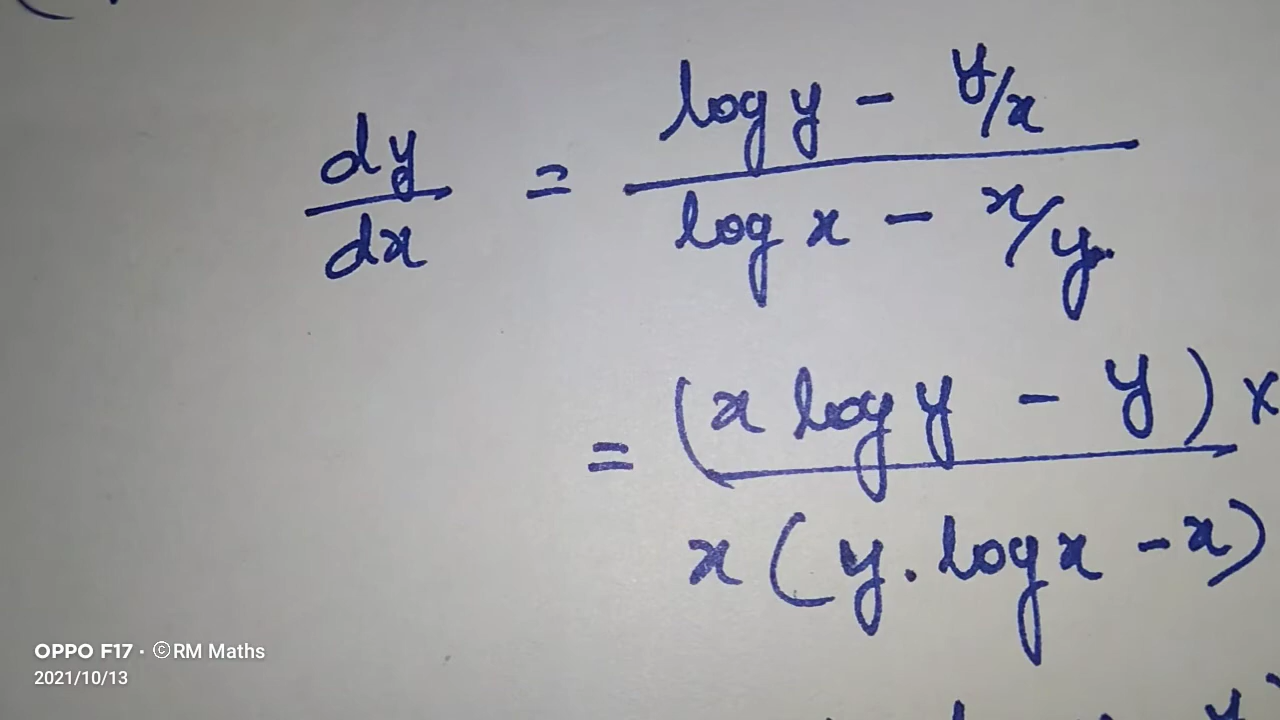 dy/dx = (log y - y/x)/(log x - x/y)
= (x log y - y) x
x (y. log x - x)
OPPO F17 · ©RM Maths
2021/10/13